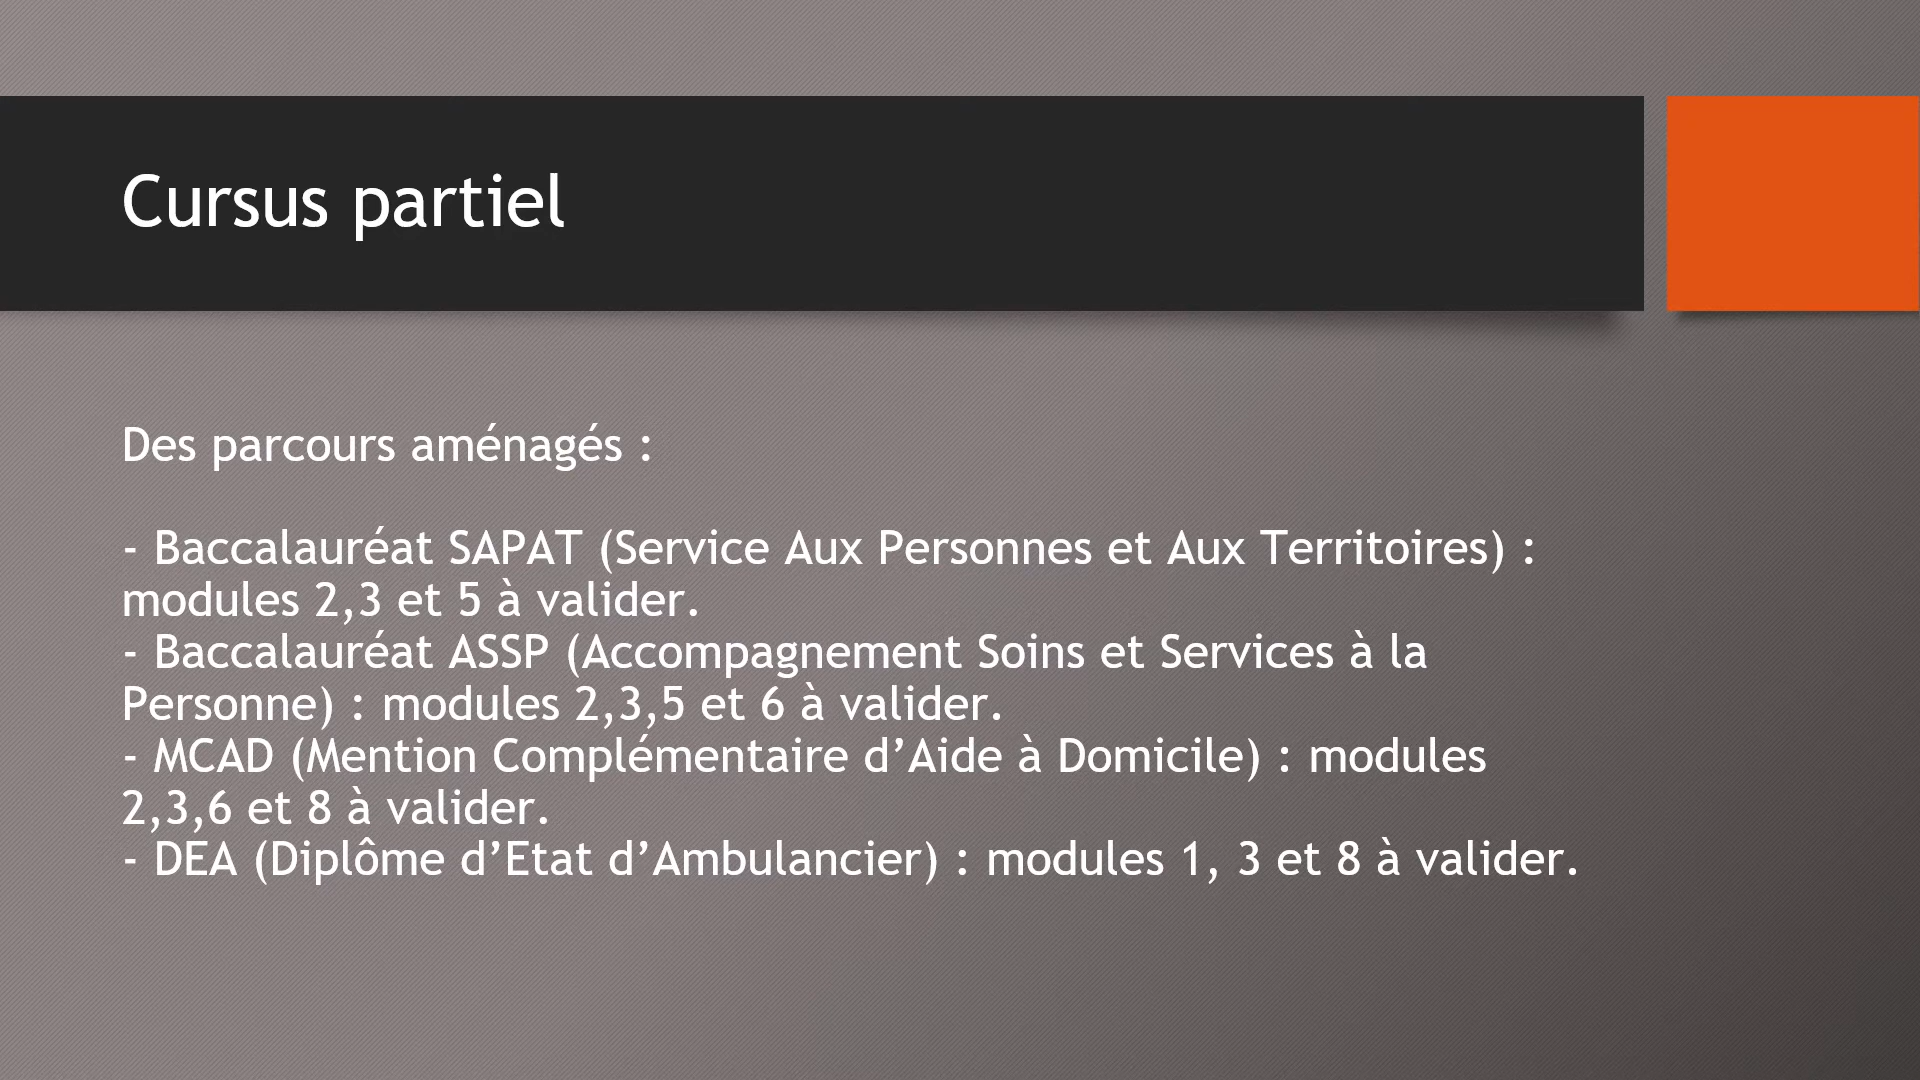 Cursus partiel
Des parcours aménagés :
- Baccalauréat SAPAT (Service Aux Personnes et Aux Territoires) :
modules 2,3 et 5 à valider.
- Baccalauréat ASSP (Accompagnement Soins et Services à la
Personne) : modules 2,3,5 et 6 à valider.
- MCAD (Mention Complémentaire d’Aide à Domicile) : modules
2,3,6 et 8 à valider.
- DEA (Diplôme d’Etat d’Ambulancier) : modules 1, 3 et 8 à valider.